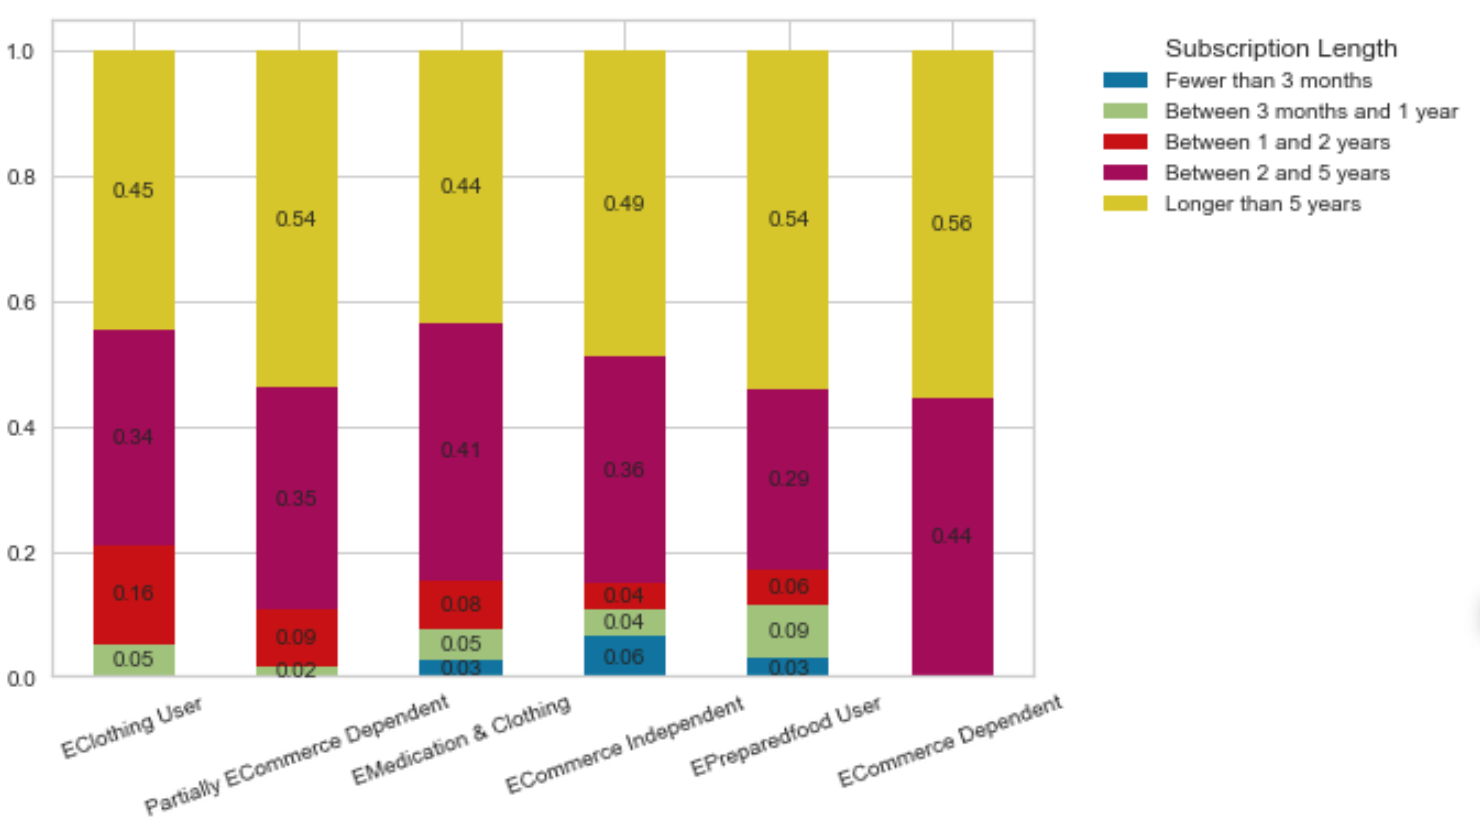 1.0
0.8
0.6
0.4
0.2
0.0
0.45
0.34
0.16
0.05
0.54
0.35
0.09
0.02
0.44
0.41
0.08
0.05
0.03
0.49
0.36
0.04
0.04
0.06
0.54
0.29
0.06
0.09
0.03
0.56
0.44
EClothing User
Partially ECommerce Dependent
EMedication & Clothing
ECommerce Independent
EPreparedfood User
ECommerce Dependent
Subscription Length
Fewer than 3 months
Between 3 months and 1 year
Between 1 and 2 years
Between 2 and 5 years
Longer than 5 years